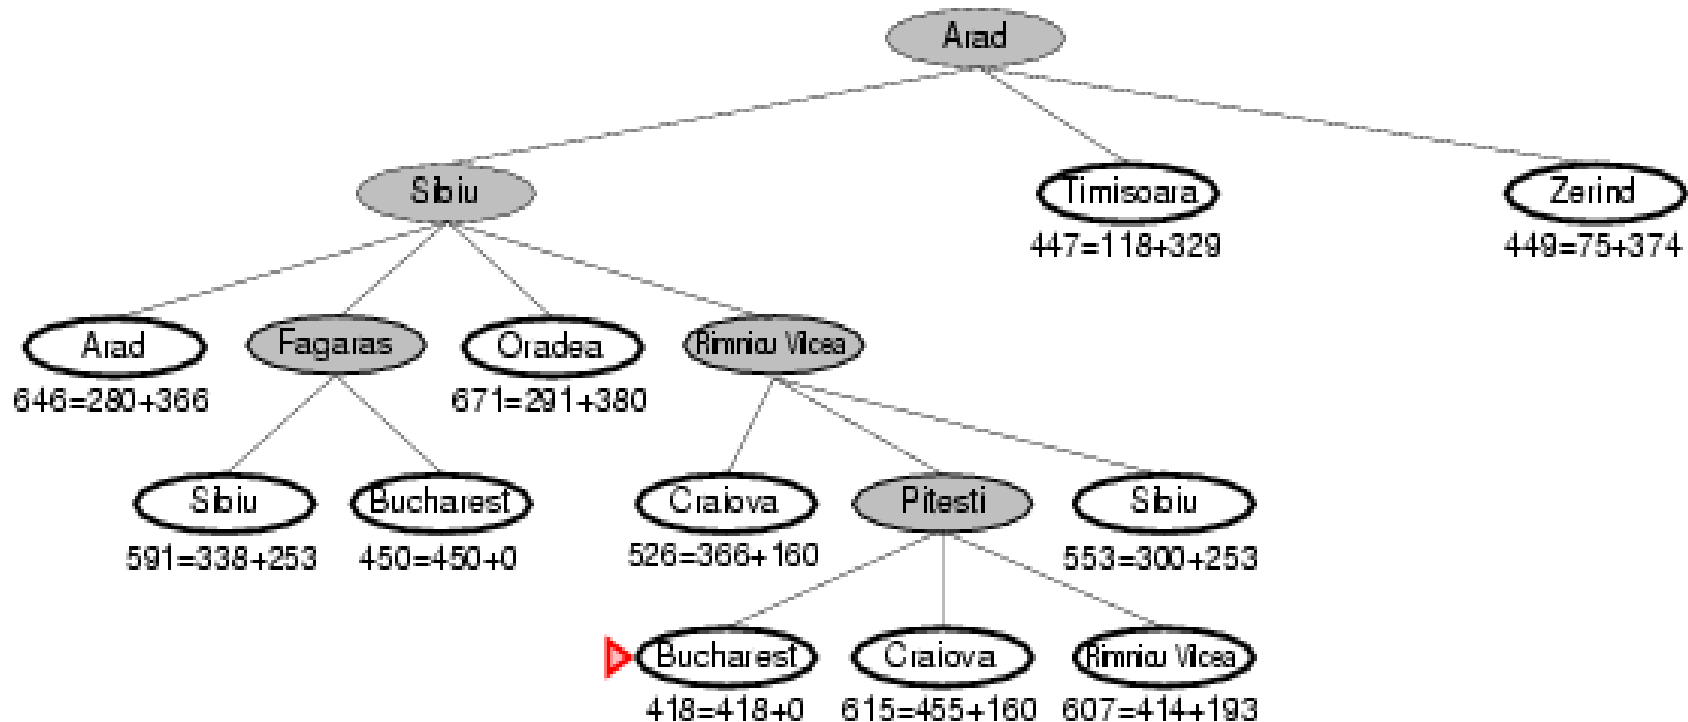 Arad
Sibiu
Timisoara
Zerind
447=118+329
449=75+374
Arad
Fagaras
Oradea
Rimnicu Vilcea
646=280+366
671=291+380
Sibiu
Bucharest
Craiova
Pitesti
Sibiu
591=338+253
450=450+0
526=366+160
553=300+253
Bucharest
Craiova
Rimnicu Vilcea
418=418+0
615=455+160
607=414+193